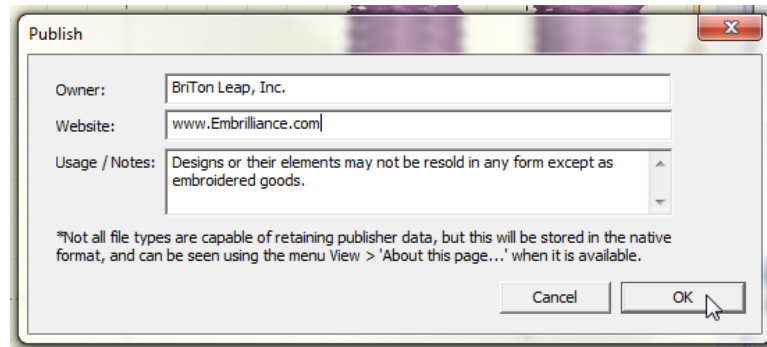 Publish
Owner: BriTon Leap, Inc.
Website: www.Embrilliance.com
Usage / Notes: Designs or their elements may not be resold in any form except as
embroidered goods.
*Not all file types are capable of retaining publisher data, but this will be stored in the native
format, and can be seen using the menu View > 'About this page...' when it is available.
Cancel OK